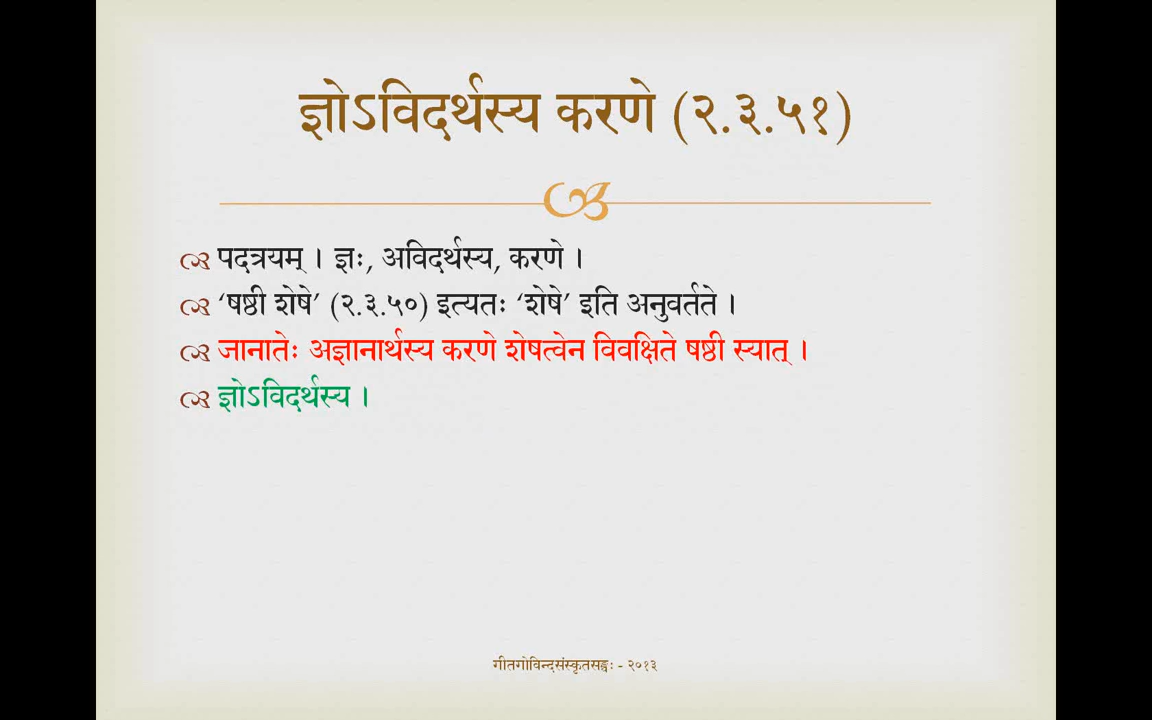 ज्ञोऽविदर्थस्य करणे (२.३.५१)
पदत्रयम् । ज्ञः, अविदर्थस्य, करणे ।
‘षष्ठी शेषे’ (२.३.५०) इत्यतः ‘शेषे’ इति अनुवर्तते ।
जानातेः अज्ञानार्थस्य करणे शेषत्वेन विवक्षिते षष्ठी स्यात् ।
ज्ञोऽविदर्थस्य ।
गीतगोविन्दसंस्कृतसङ्घः - २०१३